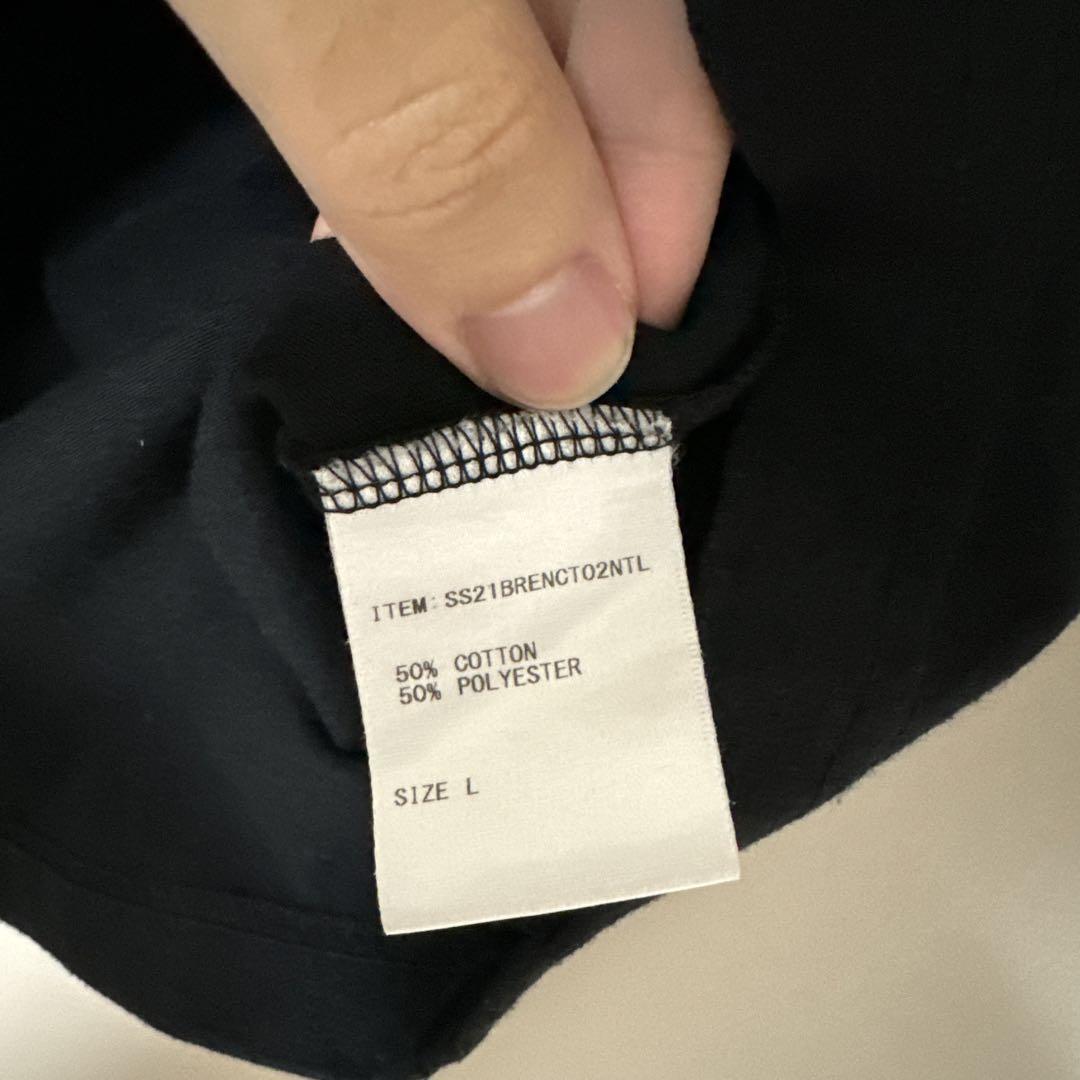 ITEM: SS21BRENCT02NTL
50% COTTON
50% POLYESTER
SIZE L